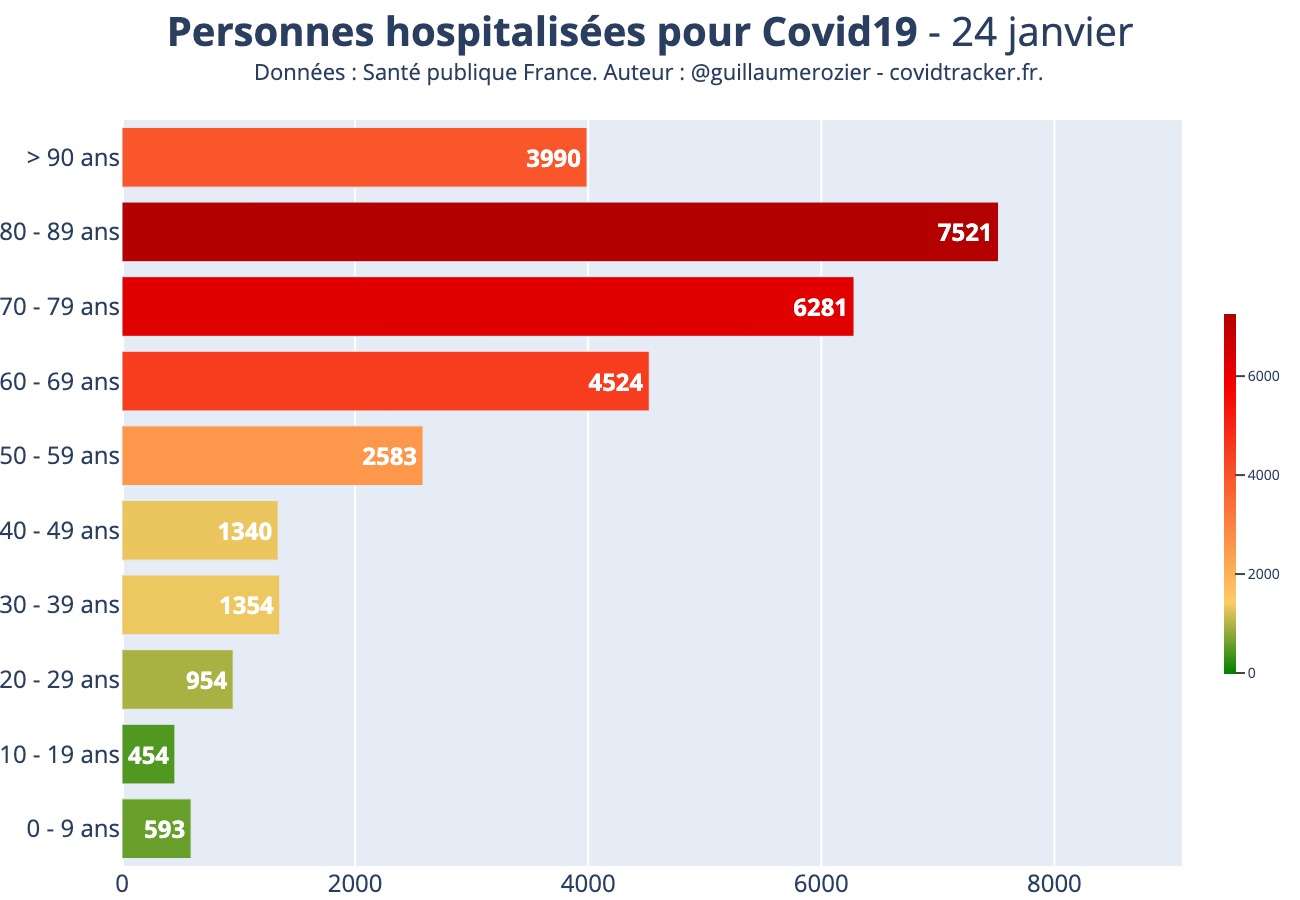 Personnes hospitalisées pour Covid19 - 24 janvier
Données : Santé publique France. Auteur : @guillaumerozier - covidtracker.fr.
> 90 ans 3990
80 - 89 ans 7521
70 - 79 ans 6281
60 - 69 ans 4524
50 - 59 ans 2583
40 - 49 ans 1340
30 - 39 ans 1354
20 - 29 ans 954
10 - 19 ans 454
0 - 9 ans 593
0 2000 4000 6000 8000
6000
4000
2000
0